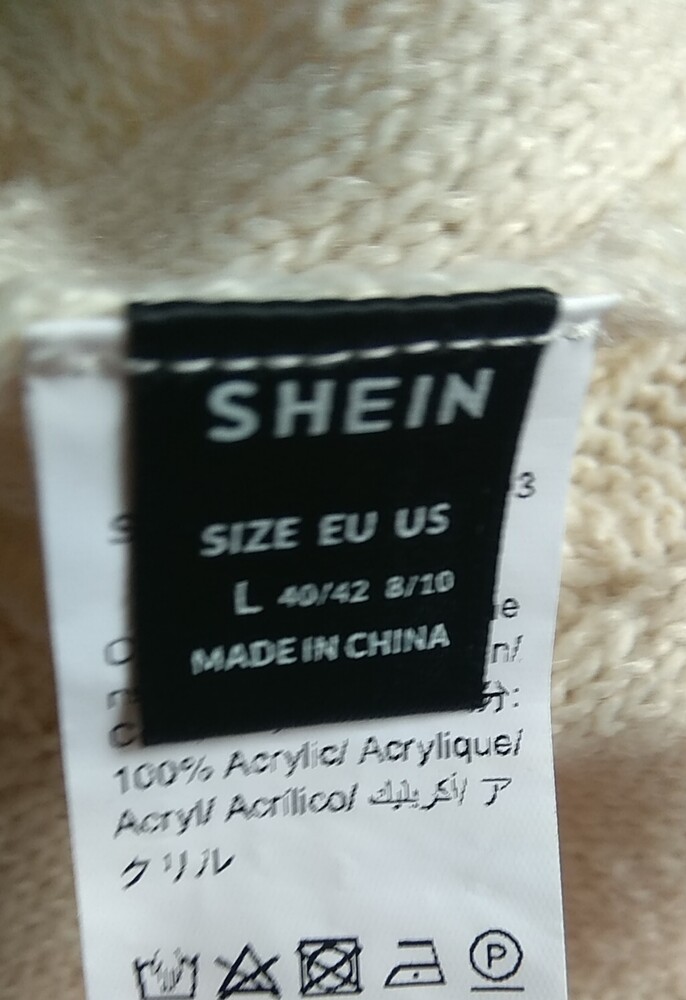 SHEIN
3
SIZE EU US
L 40/42 8/10
MADE IN CHINA
100% Acrylic/ Acrylique/
Acryl/ Acrílico/ أكريليك/ ア
クリル
P